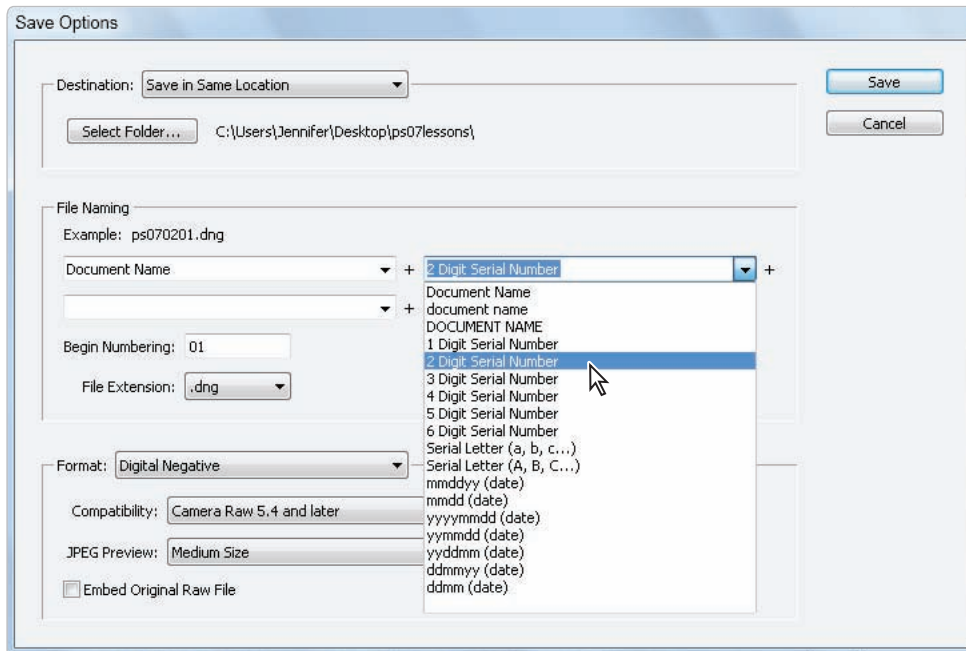 Save Options
Destination: Save in Same Location
Save
Select Folder... C:\Users\Jennifer\Desktop\ps07lessons\
Cancel
File Naming
Example: ps070201.dng
Document Name + 2 Digit Serial Number +
+
Begin Numbering: 01
File Extension: .dng
Document Name
document name
DOCUMENT NAME
1 Digit Serial Number
2 Digit Serial Number
3 Digit Serial Number
4 Digit Serial Number
5 Digit Serial Number
6 Digit Serial Number
Serial Letter (a, b, c...)
Serial Letter (A, B, C...)
mmddyy (date)
mmdd (date)
yyyymmdd (date)
yymmdd (date)
yyddmm (date)
ddmmyy (date)
ddmm (date)
Format: Digital Negative
Compatibility: Camera Raw 5.4 and later
JPEG Preview: Medium Size
Embed Original Raw File